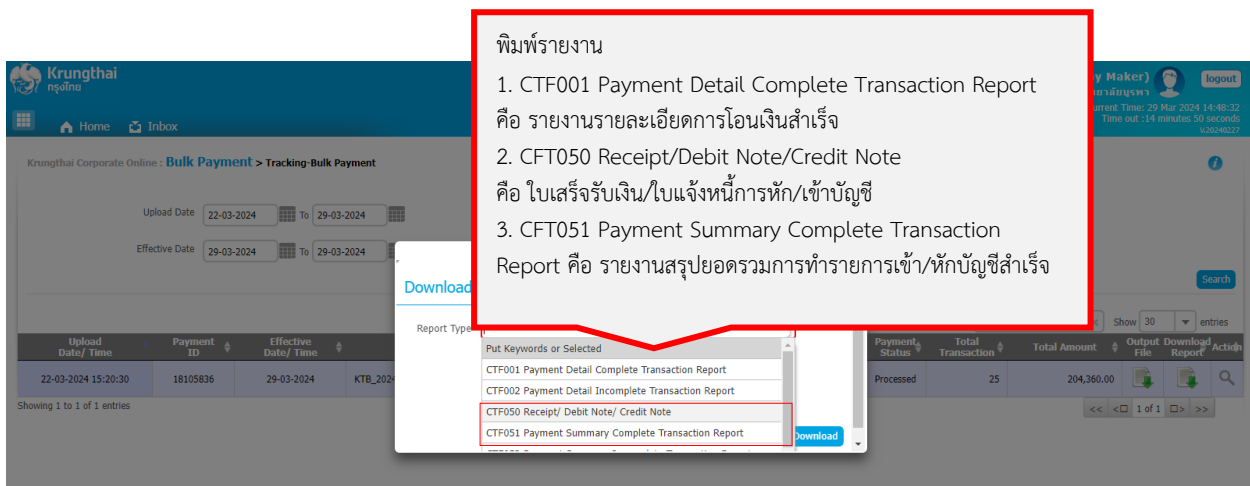 พิมพ์รายงาน
1. CTF001 Payment Detail Complete Transaction Report
คือ รายงานรายละเอียดการโอนเงินสำเร็จ
2. CFT050 Receipt/Debit Note/Credit Note
คือ ใบเสร็จรับเงิน/ใบแจ้งหนี้การหัก/เข้าบัญชี
3. CFT051 Payment Summary Complete Transaction
Report คือ รายงานสรุปยอดรวมการทำรายการเข้า/หักบัญชีสำเร็จ
Krungthai
กรุงไทย
y Maker)
logout
Current Time: 29 Mar 2024 14:48:32
Time out :14 minutes 50 seconds
V.20240227
Home Inbox
Krungthai Corporate Online : Bulk Payment > Tracking-Bulk Payment
Upload Date 22-03-2024 To 29-03-2024
Effective Date 29-03-2024 To 29-03-2024
Search
Download
Report Type
Put Keywords or Selected
CTF001 Payment Detail Complete Transaction Report
CTF002 Payment Detail Incomplete Transaction Report
CTF050 Receipt/ Debit Note/ Credit Note
CTF051 Payment Summary Complete Transaction Report
Download
Show 30 entries
Upload Date/ Time Payment ID Effective Date/ Time Payment Status Total Transaction Total Amount Output File Download Report Action
22-03-2024 15:20:30 18105836 29-03-2024 KTB_202 Processed 25 204,360.00
Showing 1 to 1 of 1 entries
<< < 1 of 1 > >>